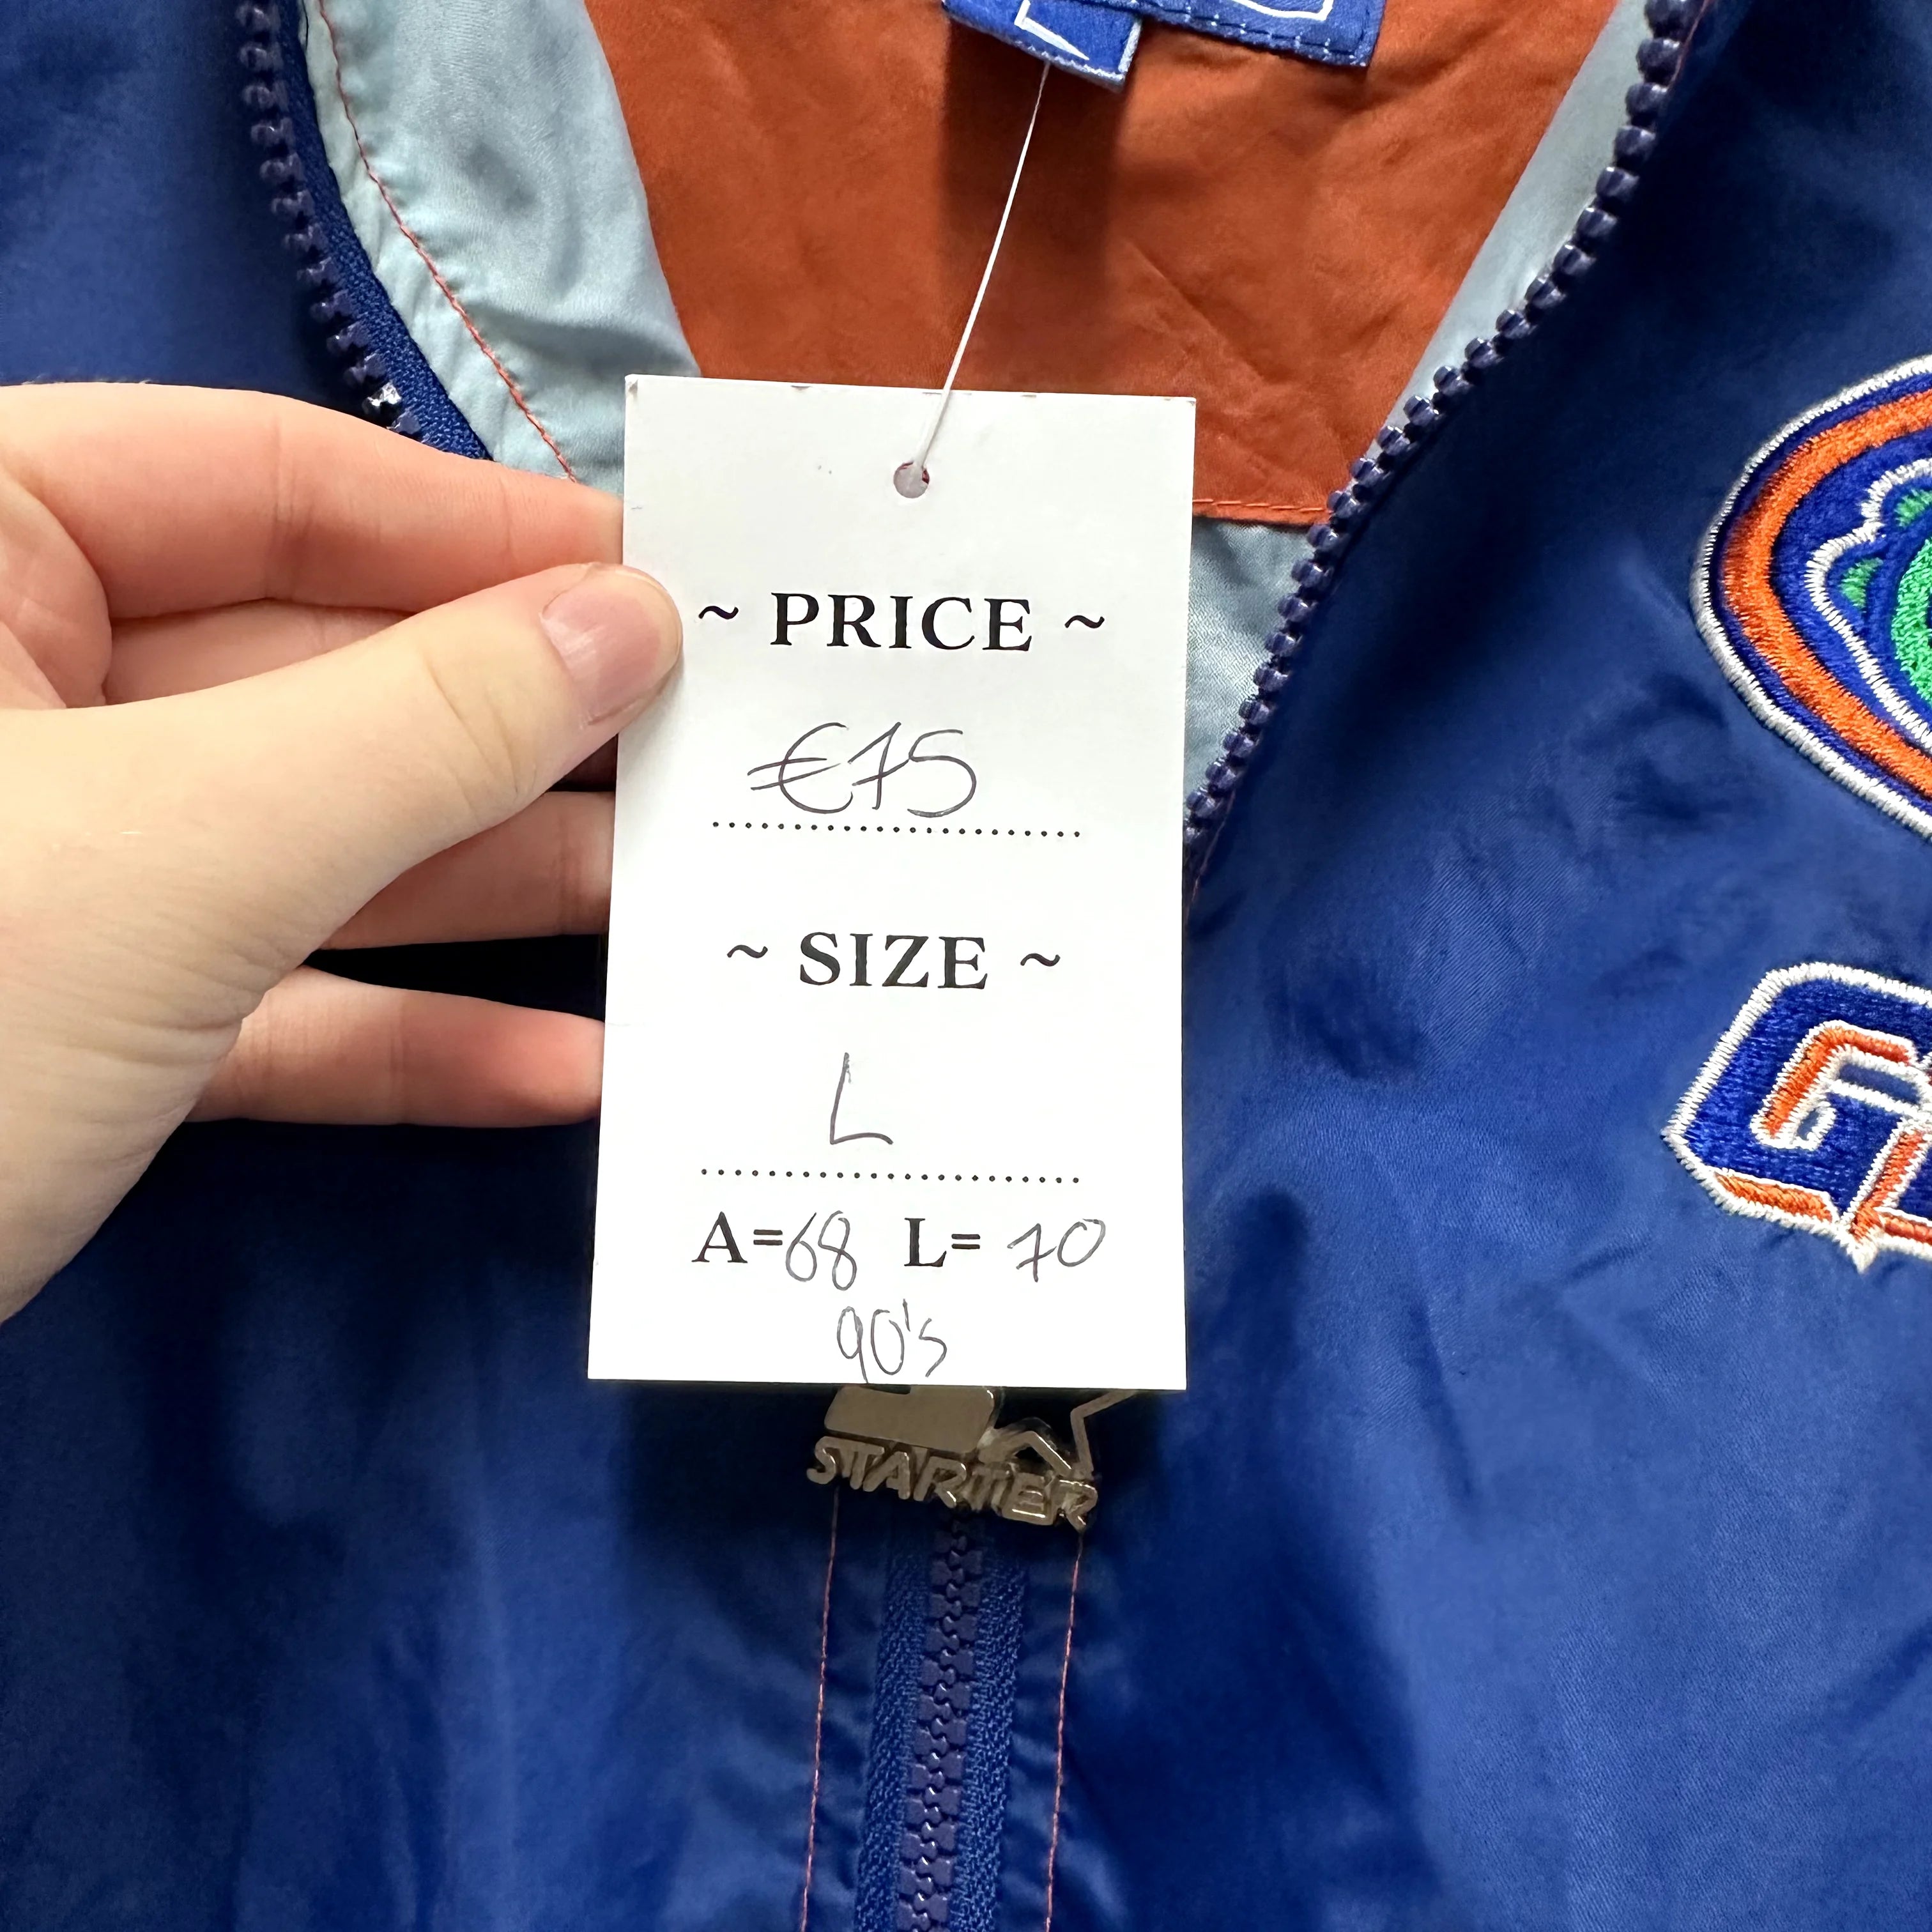 ~ PRICE ~
€75
~ SIZE ~
L
A=68 L= 70
90's
STARTER